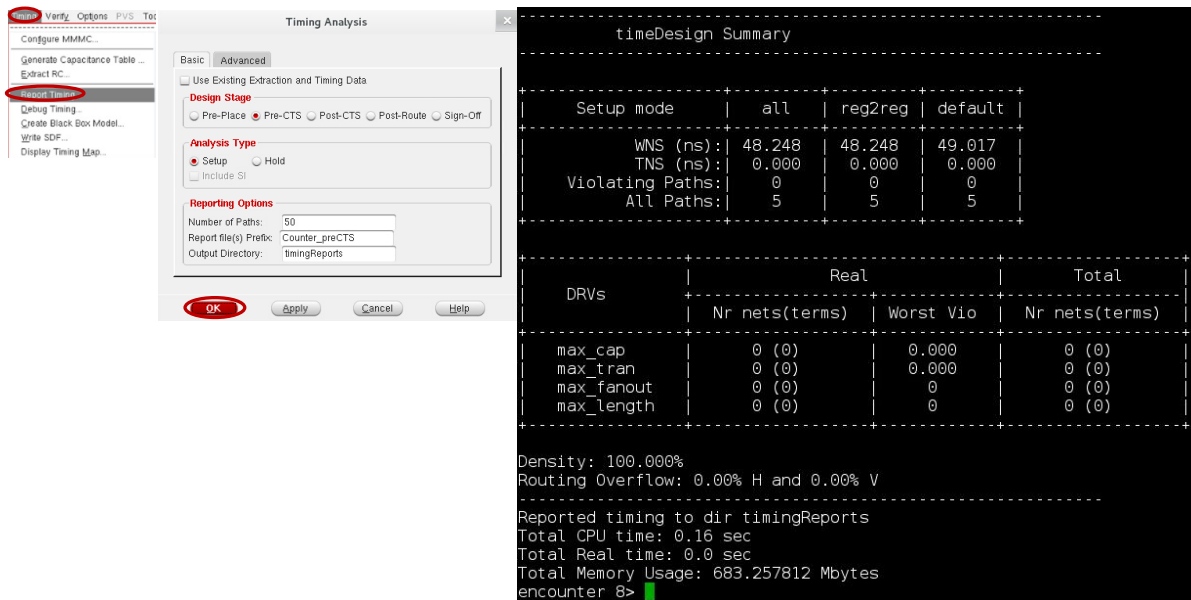 Timing Verify Options PVS Too
Configure MMMC...
Generate Capacitance Table ...
Extract RC...
Report Timing...
Debug Timing...
Create Black Box Model...
Write SDF...
Display Timing Map...
Timing Analysis
Basic Advanced
Use Existing Extraction and Timing Data
Design Stage
Pre-Place Pre-CTS Post-CTS Post-Route Sign-Off
Analysis Type
Setup Hold
Include SI
Reporting Options
Number of Paths: 50
Report file(s) Prefix: Counter_preCTS
Output Directory: timingReports
OK Apply Cancel Help
------------------------------------------------------------
timeDesign Summary
------------------------------------------------------------
+--------------------+---------+---------+---------+
| Setup mode | all | reg2reg | default |
+--------------------+---------+---------+---------+
| WNS (ns):| 48.248 | 48.248 | 49.017 |
| TNS (ns):| 0.000 | 0.000 | 0.000 |
| Violating Paths:| 0 | 0 | 0 |
| All Paths:| 5 | 5 | 5 |
+--------------------+---------+---------+---------+
+----------------+-------------------------------+------------------+
| | Real | Total |
| DRVs +------------------+------------+------------------|
| | Nr nets(terms) | Worst Vio | Nr nets(terms) |
+----------------+------------------+------------+------------------+
| max_cap | 0 (0) | 0.000 | 0 (0) |
| max_tran | 0 (0) | 0.000 | 0 (0) |
| max_fanout | 0 (0) | 0 | 0 (0) |
| max_length | 0 (0) | 0 | 0 (0) |
+----------------+------------------+------------+------------------+
Density: 100.000%
Routing Overflow: 0.00% H and 0.00% V
------------------------------------------------------------
Reported timing to dir timingReports
Total CPU time: 0.16 sec
Total Real time: 0.0 sec
Total Memory Usage: 683.257812 Mbytes
encounter 8>